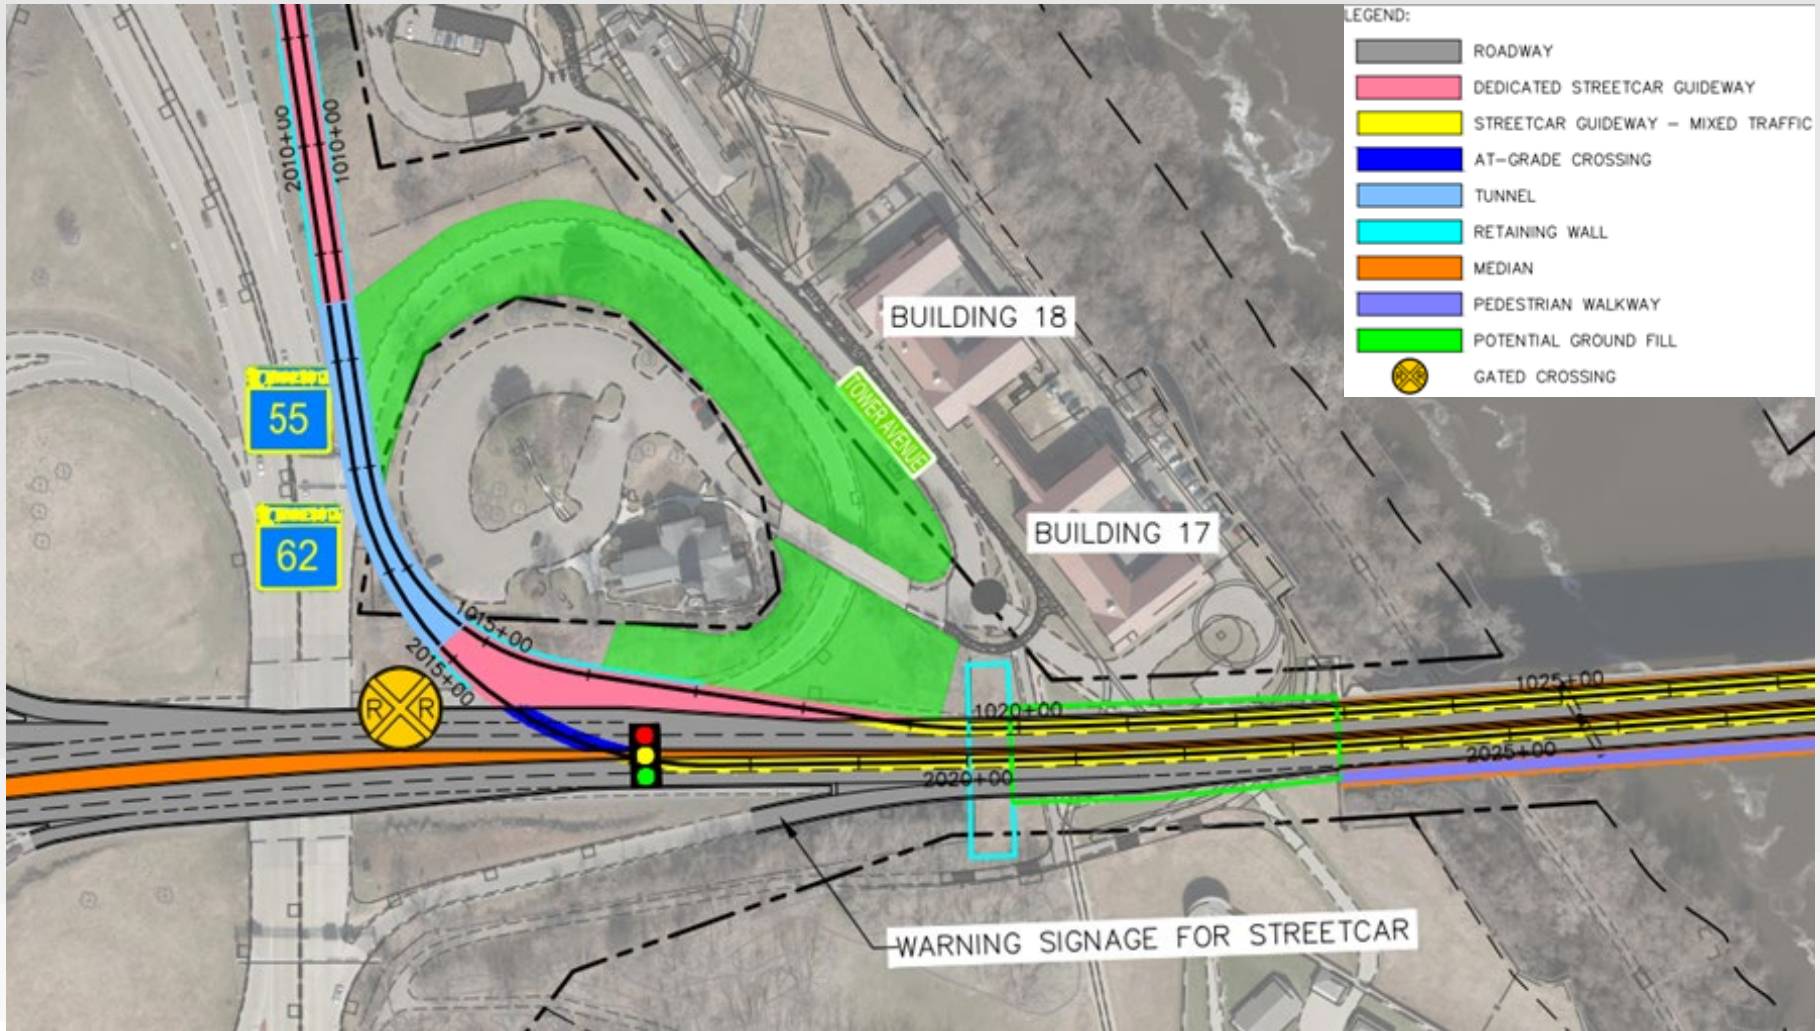 LEGEND:
ROADWAY
DEDICATED STREETCAR GUIDEWAY
STREETCAR GUIDEWAY - MIXED TRAFFIC
AT-GRADE CROSSING
TUNNEL
RETAINING WALL
MEDIAN
PEDESTRIAN WALKWAY
POTENTIAL GROUND FILL
R R
GATED CROSSING
2010+00
1010+00
BUILDING 18
TOWER AVENUE
55
BUILDING 17
62
1015+00
2015+00
R R
1020+00
1025+00
2020+00
2025+00
WARNING SIGNAGE FOR STREETCAR